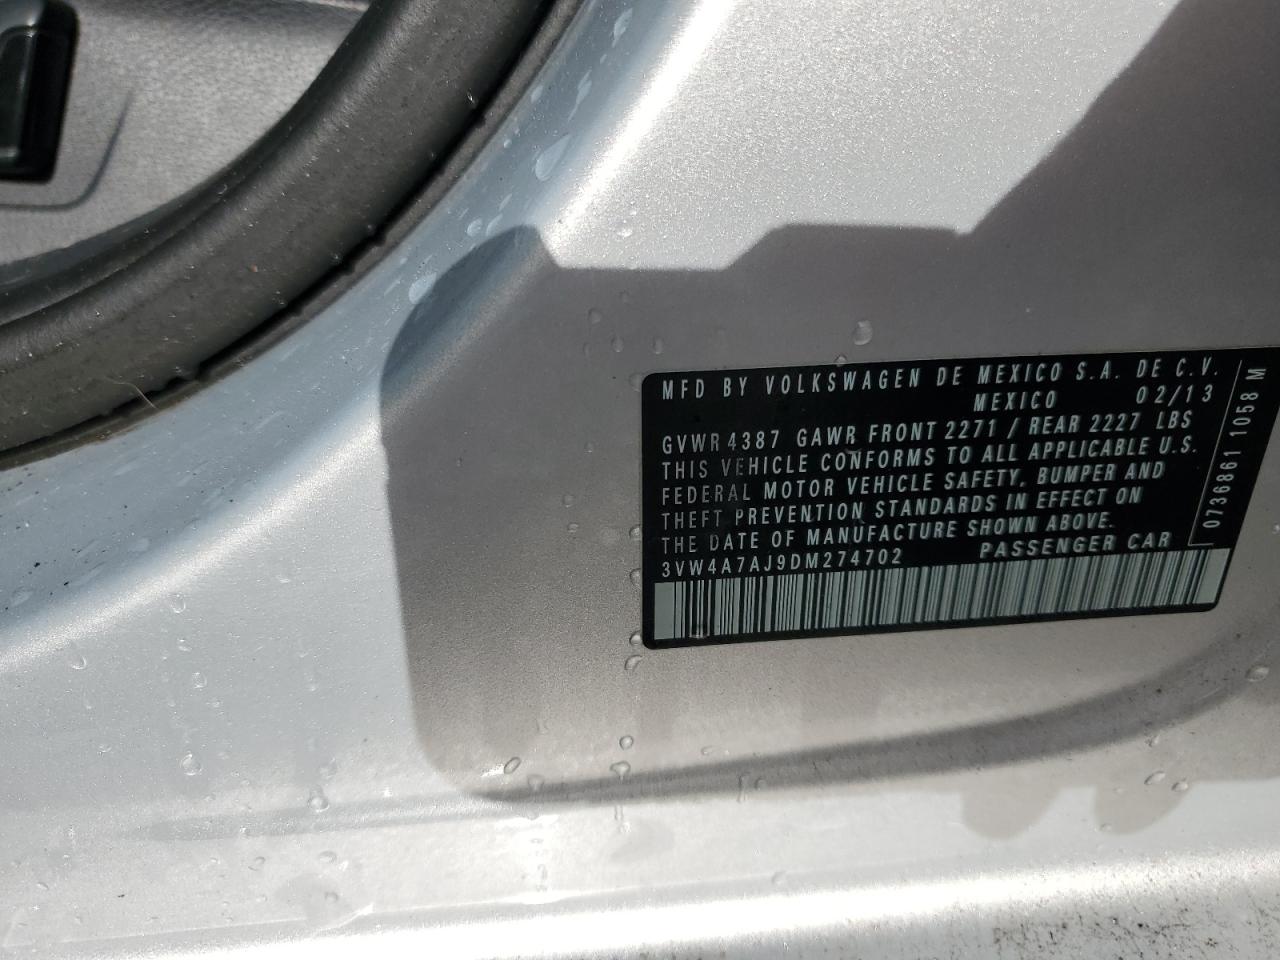 MFD BY VOLKSWAGEN DE MEXICO S.A. DE C.V.
MEXICO 02/13
GVWR 4387 GAWR FRONT 2271 / REAR 2227 LBS
THIS VEHICLE CONFORMS TO ALL APPLICABLE U.S.
FEDERAL MOTOR VEHICLE SAFETY, BUMPER AND
THEFT PREVENTION STANDARDS IN EFFECT ON
THE DATE OF MANUFACTURE SHOWN ABOVE.
3VW4A7AJ9DM274702 PASSENGER CAR
0736861 1058 M